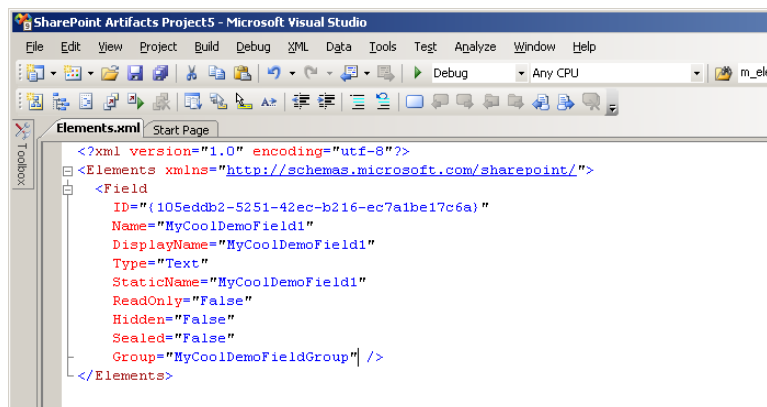 SharePoint Artifacts Project5 - Microsoft Visual Studio
File Edit View Project Build Debug XML Data Tools Test Analyze Window Help
Debug Any CPU m_ele
Elements.xml Start Page
Toolbox
<?xml version="1.0" encoding="utf-8"?>
<Elements xmlns="http://schemas.microsoft.com/sharepoint/">
<Field
ID="{105eddb2-5251-42ec-b216-ec7a1be17c6a}"
Name="MyCoolDemoField1"
DisplayName="MyCoolDemoField1"
Type="Text"
StaticName="MyCoolDemoField1"
ReadOnly="False"
Hidden="False"
Sealed="False"
Group="MyCoolDemoFieldGroup" />
</Elements>